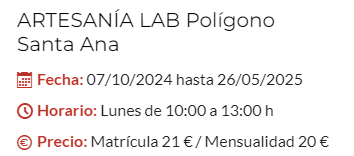 ARTESANÍA LAB Polígono
Santa Ana
Fecha: 07/10/2024 hasta 26/05/2025
Horario: Lunes de 10:00 a 13:00 h
Precio: Matrícula 21 € / Mensualidad 20 €